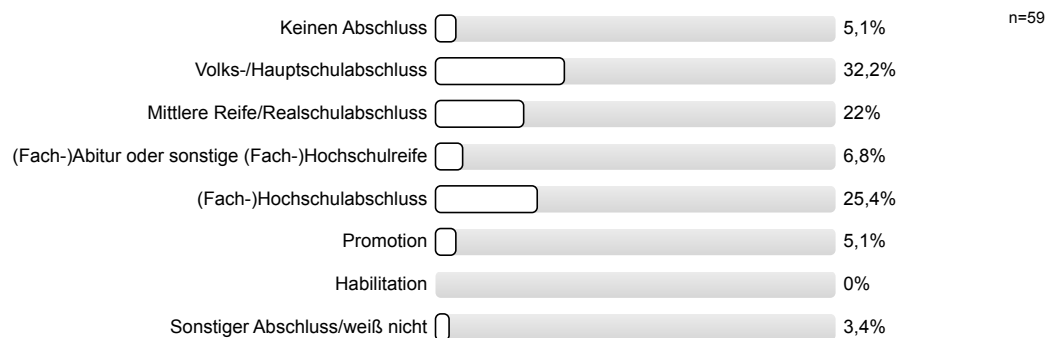 n=59
Keinen Abschluss 5,1%
Volks-/Hauptschulabschluss 32,2%
Mittlere Reife/Realschulabschluss 22%
(Fach-)Abitur oder sonstige (Fach-)Hochschulreife 6,8%
(Fach-)Hochschulabschluss 25,4%
Promotion 5,1%
Habilitation 0%
Sonstiger Abschluss/weiß nicht 3,4%